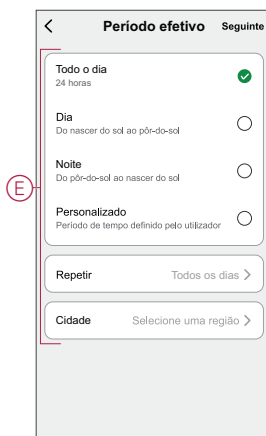 Período efetivo Seguinte
Todo o dia
24 horas
Dia
Do nascer do sol ao pôr-do-sol
Noite
Do pôr-do-sol ao nascer do sol
E
Personalizado
Período de tempo definido pelo utilizador
Repetir Todos os dias >
Cidade Selecione uma região >